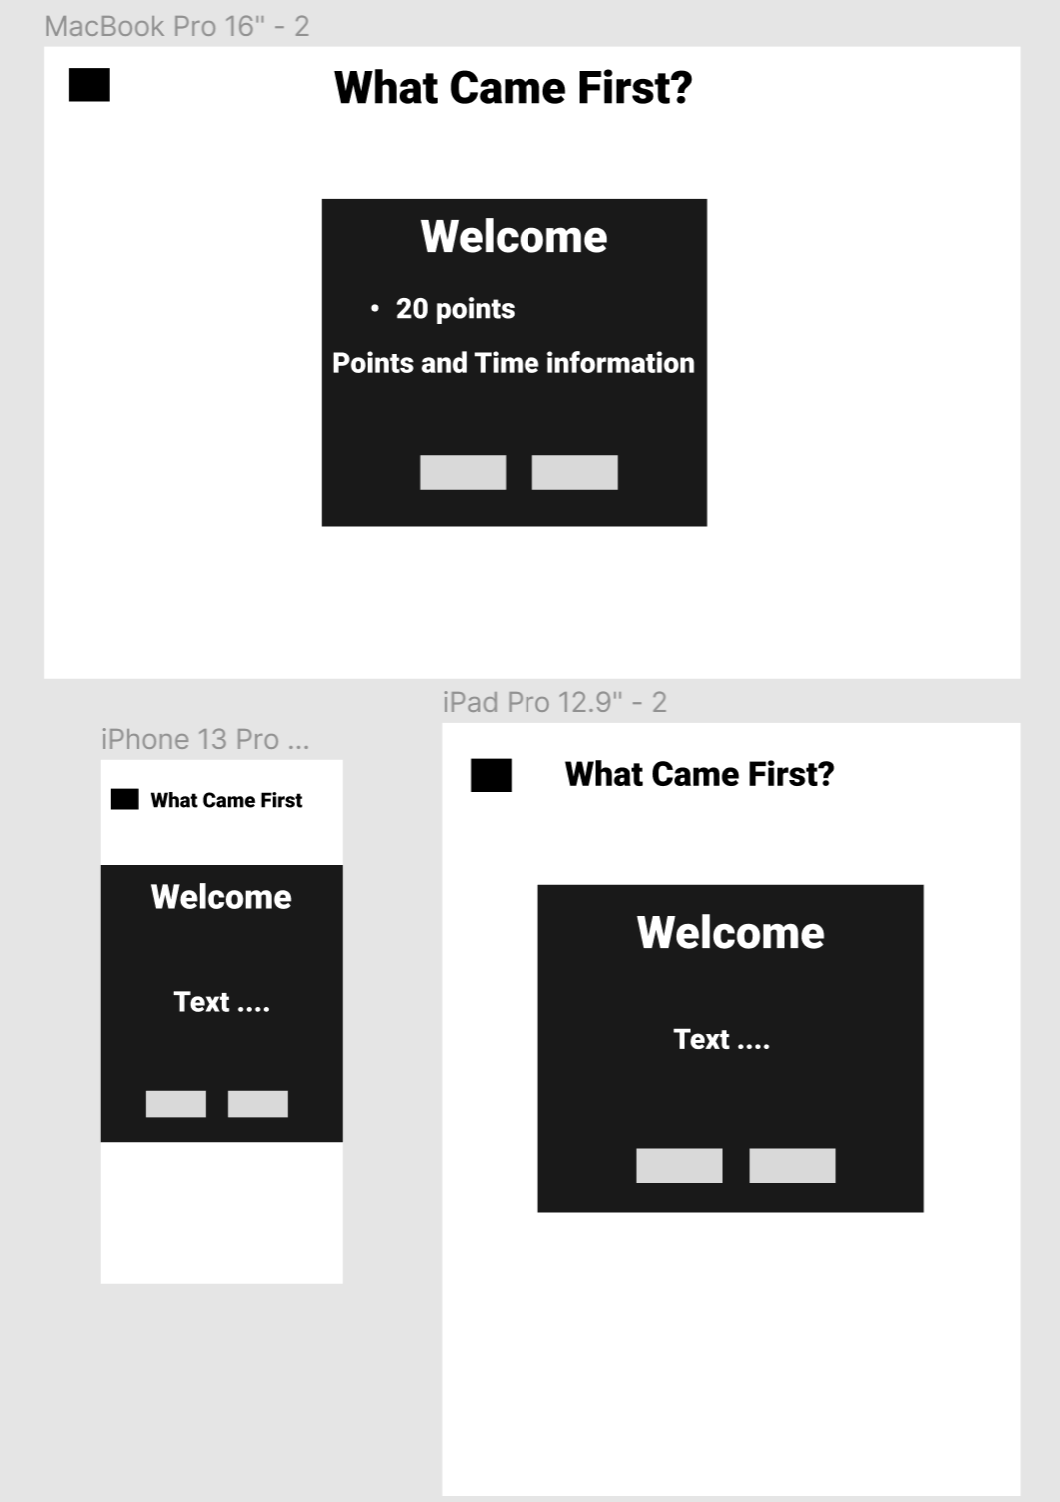 MacBook Pro 16" - 2
What Came First?
Welcome
• 20 points
Points and Time information
iPad Pro 12.9" - 2
iPhone 13 Pro ...
What Came First?
What Came First
Welcome
Welcome
Text ....
Text ....